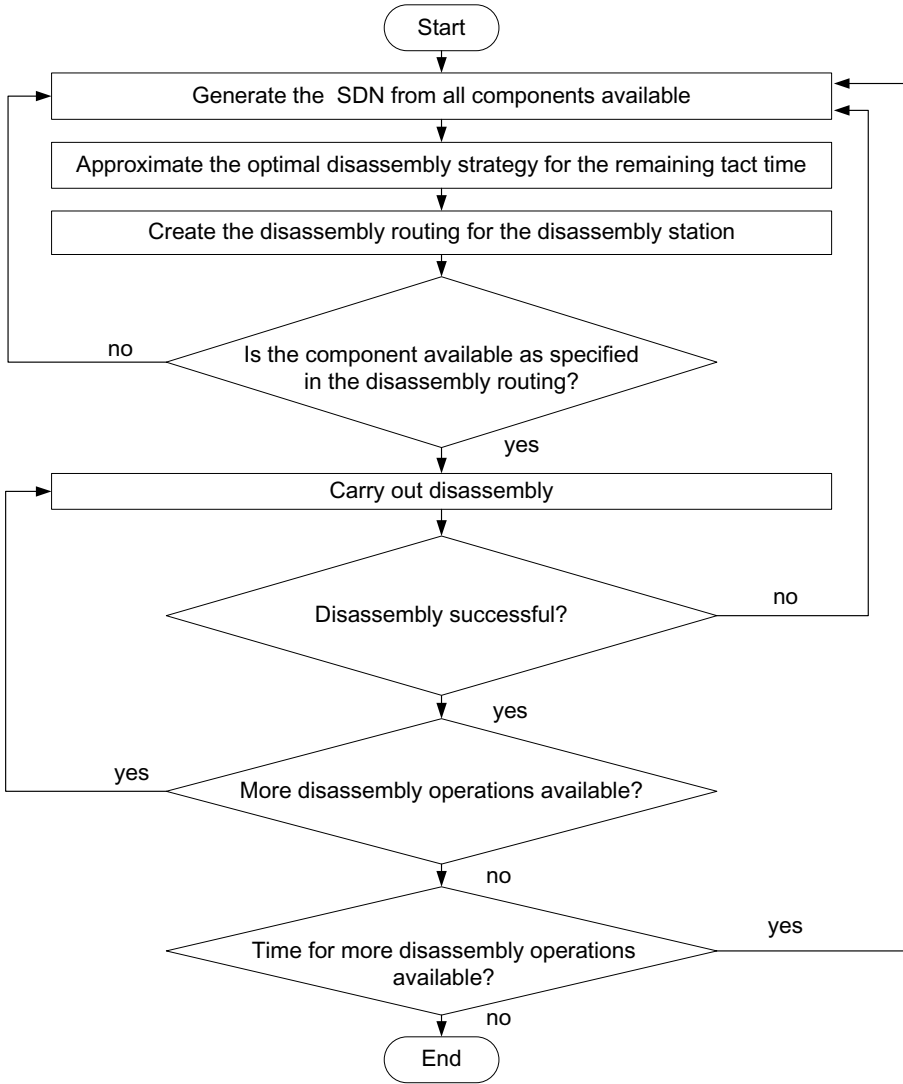 Start
Generate the SDN from all components available
Approximate the optimal disassembly strategy for the remaining tact time
Create the disassembly routing for the disassembly station
no
Is the component available as specified
in the disassembly routing?
yes
Carry out disassembly
Disassembly successful?
no
yes
yes
More disassembly operations available?
no
yes
Time for more disassembly operations
available?
no
End